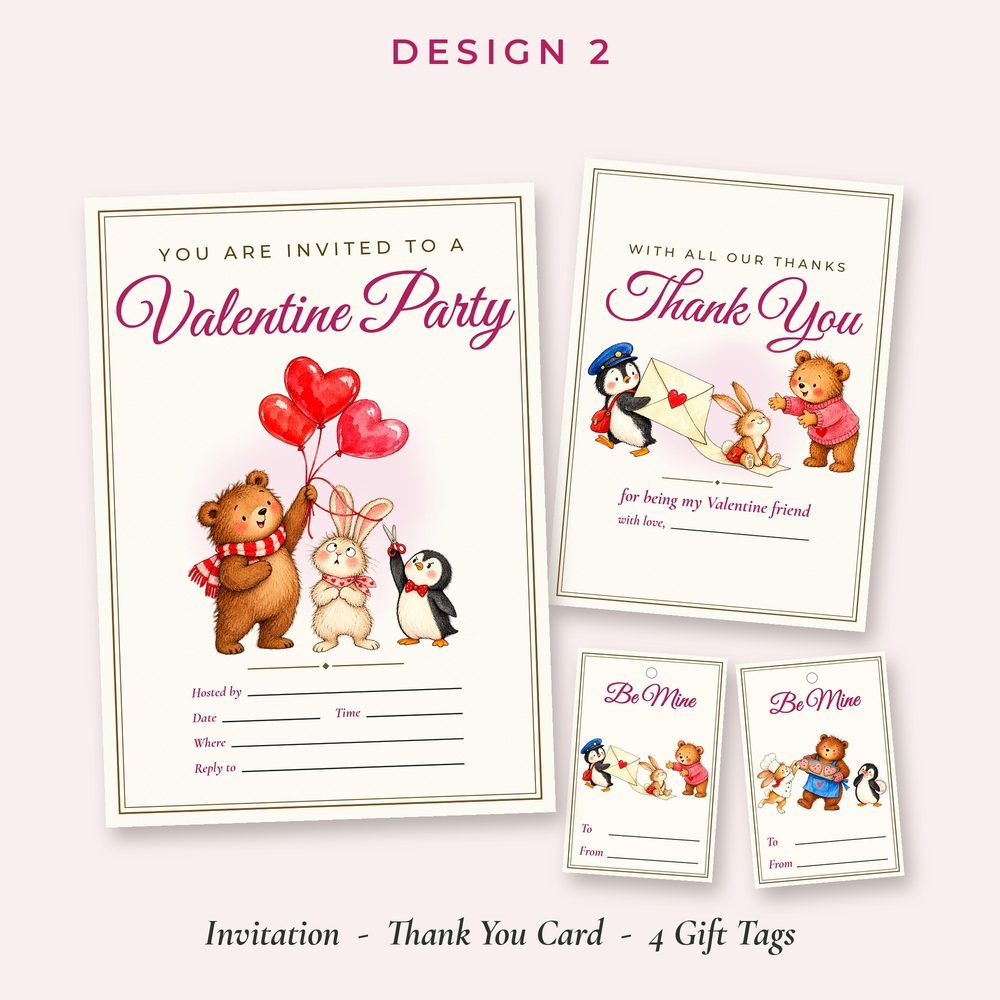 DESIGN 2
YOU ARE INVITED TO A
Valentine Party
Hosted by
Date Time
Where
Reply to
WITH ALL OUR THANKS
Thank You
for being my Valentine friend
with love,
Be Mine
To
From
Be Mine
To
From
Invitation - Thank You Card - 4 Gift Tags